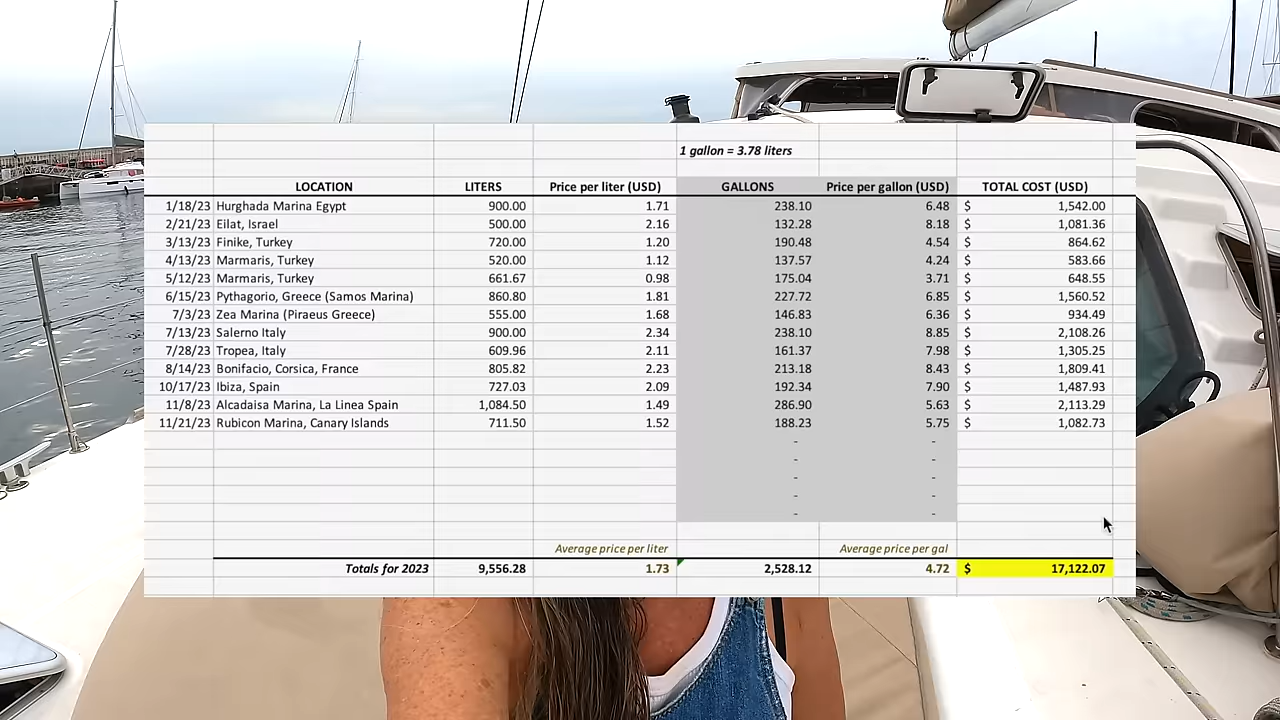 1 gallon = 3.78 liters
LOCATION LITERS Price per liter (USD) GALLONS Price per gallon (USD) TOTAL COST (USD)
1/18/23 Hurghada Marina Egypt 900.00 1.71 238.10 6.48 $ 1,542.00
2/21/23 Eilat, Israel 500.00 2.16 132.28 8.18 $ 1,081.36
3/13/23 Finike, Turkey 720.00 1.20 190.48 4.54 $ 864.62
4/13/23 Marmaris, Turkey 520.00 1.12 137.57 4.24 $ 583.66
5/12/23 Marmaris, Turkey 661.67 0.98 175.04 3.71 $ 648.55
6/15/23 Pythagorio, Greece (Samos Marina) 860.80 1.81 227.72 6.85 $ 1,560.52
7/3/23 Zea Marina (Piraeus Greece) 555.00 1.68 146.83 6.36 $ 934.49
7/13/23 Salerno Italy 900.00 2.34 238.10 8.85 $ 2,108.26
7/28/23 Tropea, Italy 609.96 2.11 161.37 7.98 $ 1,305.25
8/14/23 Bonifacio, Corsica, France 805.82 2.23 213.18 8.43 $ 1,809.41
10/17/23 Ibiza, Spain 727.03 2.09 192.34 7.90 $ 1,487.93
11/8/23 Alcadaisa Marina, La Linea Spain 1,084.50 1.49 286.90 5.63 $ 2,113.29
11/21/23 Rubicon Marina, Canary Islands 711.50 1.52 188.23 5.75 $ 1,082.73
- -
- -
- -
- -
- -
Average price per liter Average price per gal
Totals for 2023 9,556.28 1.73 2,528.12 4.72 $ 17,122.07